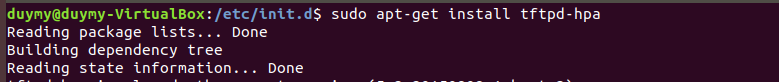 duymy@duymy-VirtualBox:/etc/init.d$ sudo apt-get install tftpd-hpa
Reading package lists... Done
Building dependency tree
Reading state information... Done